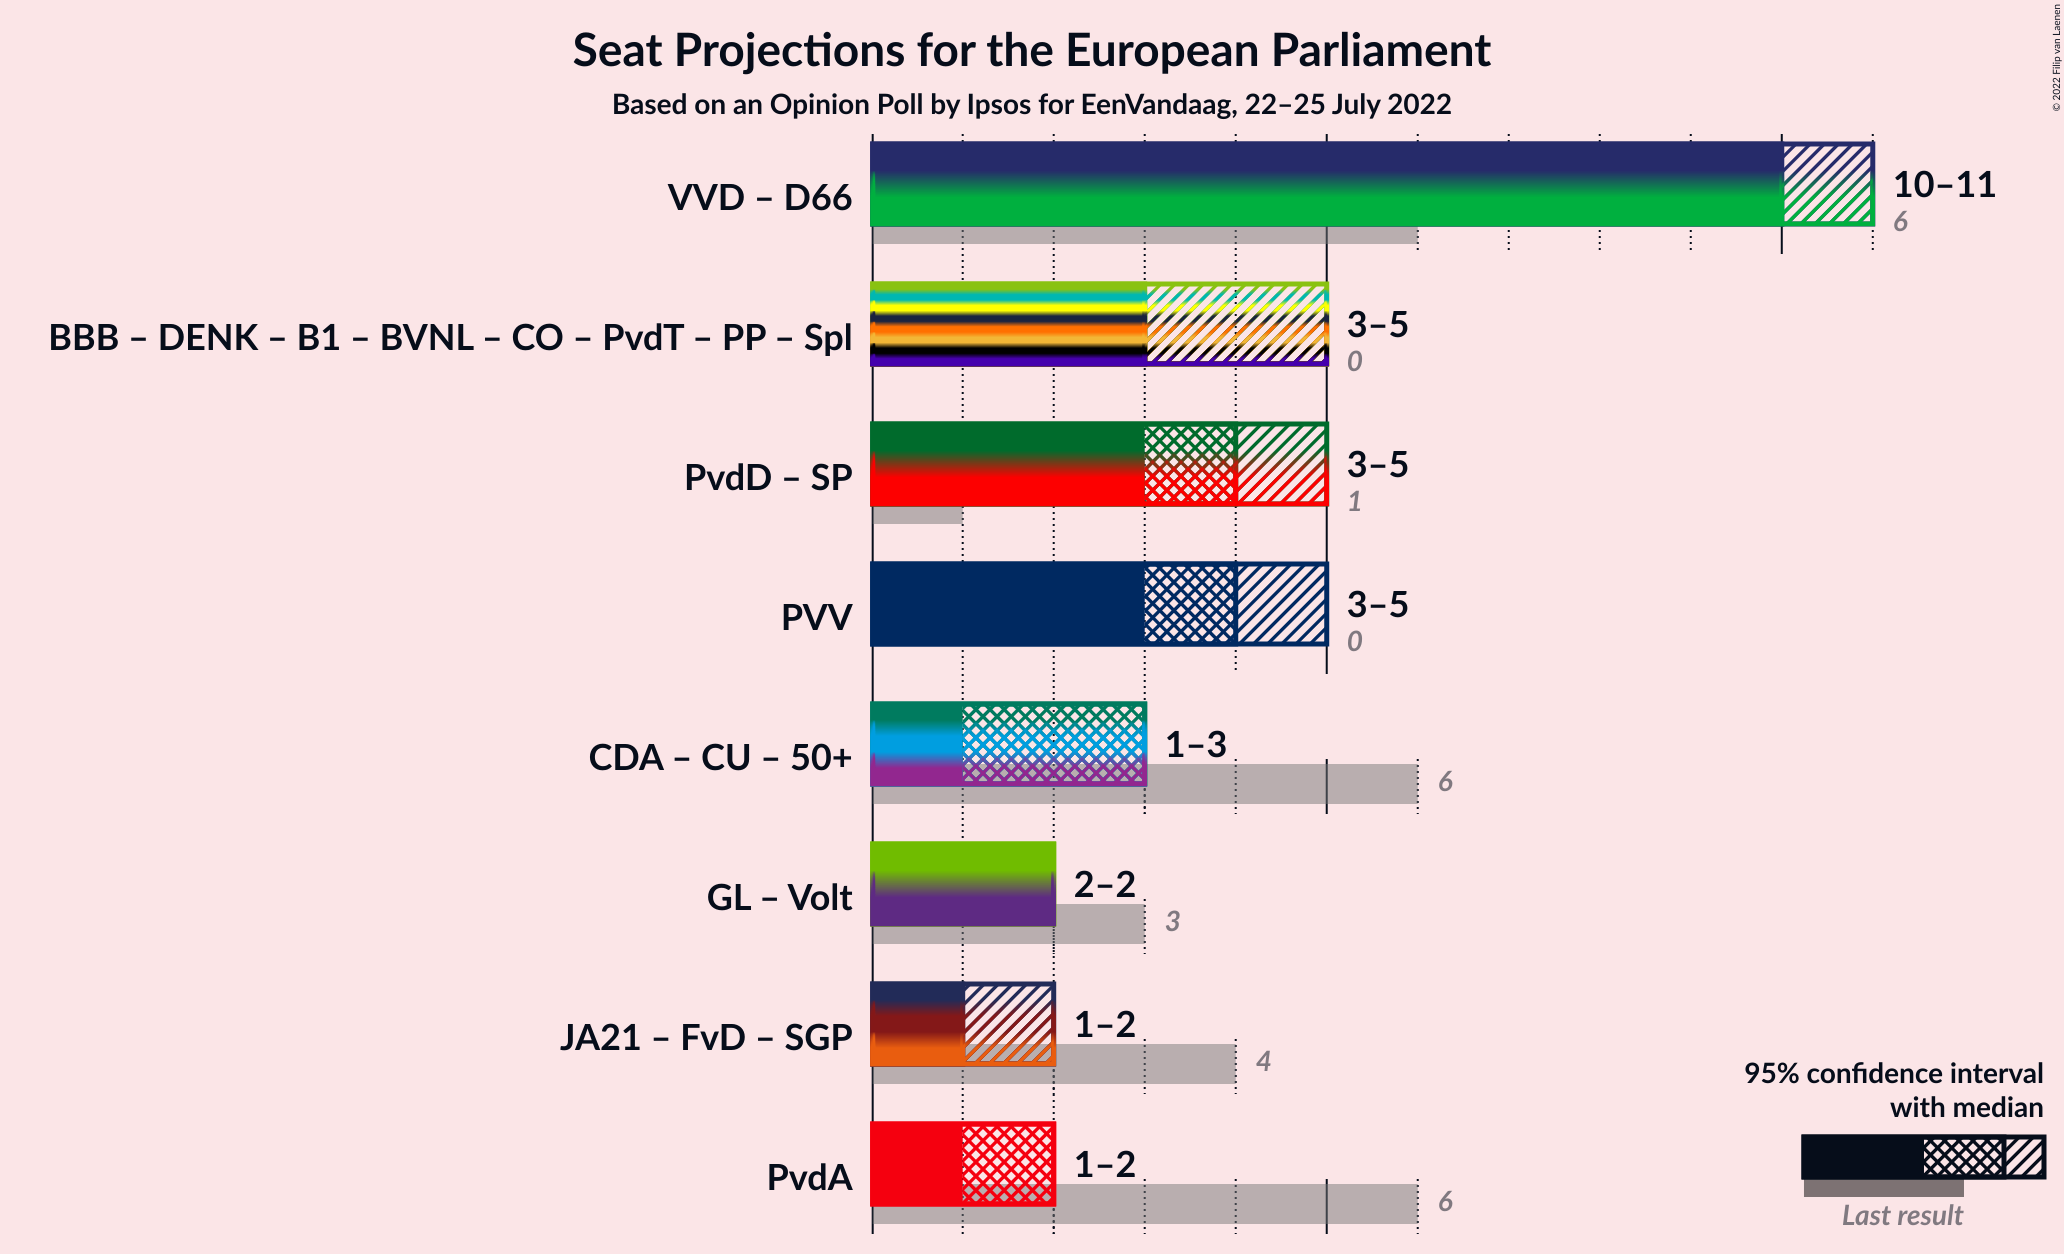 Seat Projections for the European Parliament
Based on an Opinion Poll by Ipsos for EenVandaag, 22–25 July 2022
© 2022 Filip van Laenen
VVD – D66
10–11
6
BBB – DENK – B1 – BVNL – CO – PvdT – PP – Spl
3–5
0
PvdD – SP
3–5
1
PVV
3–5
0
CDA – CU – 50+
1–3
6
GL – Volt
2–2
3
JA21 – FvD – SGP
1–2
4
PvdA
1–2
6
95% confidence interval
with median
Last result